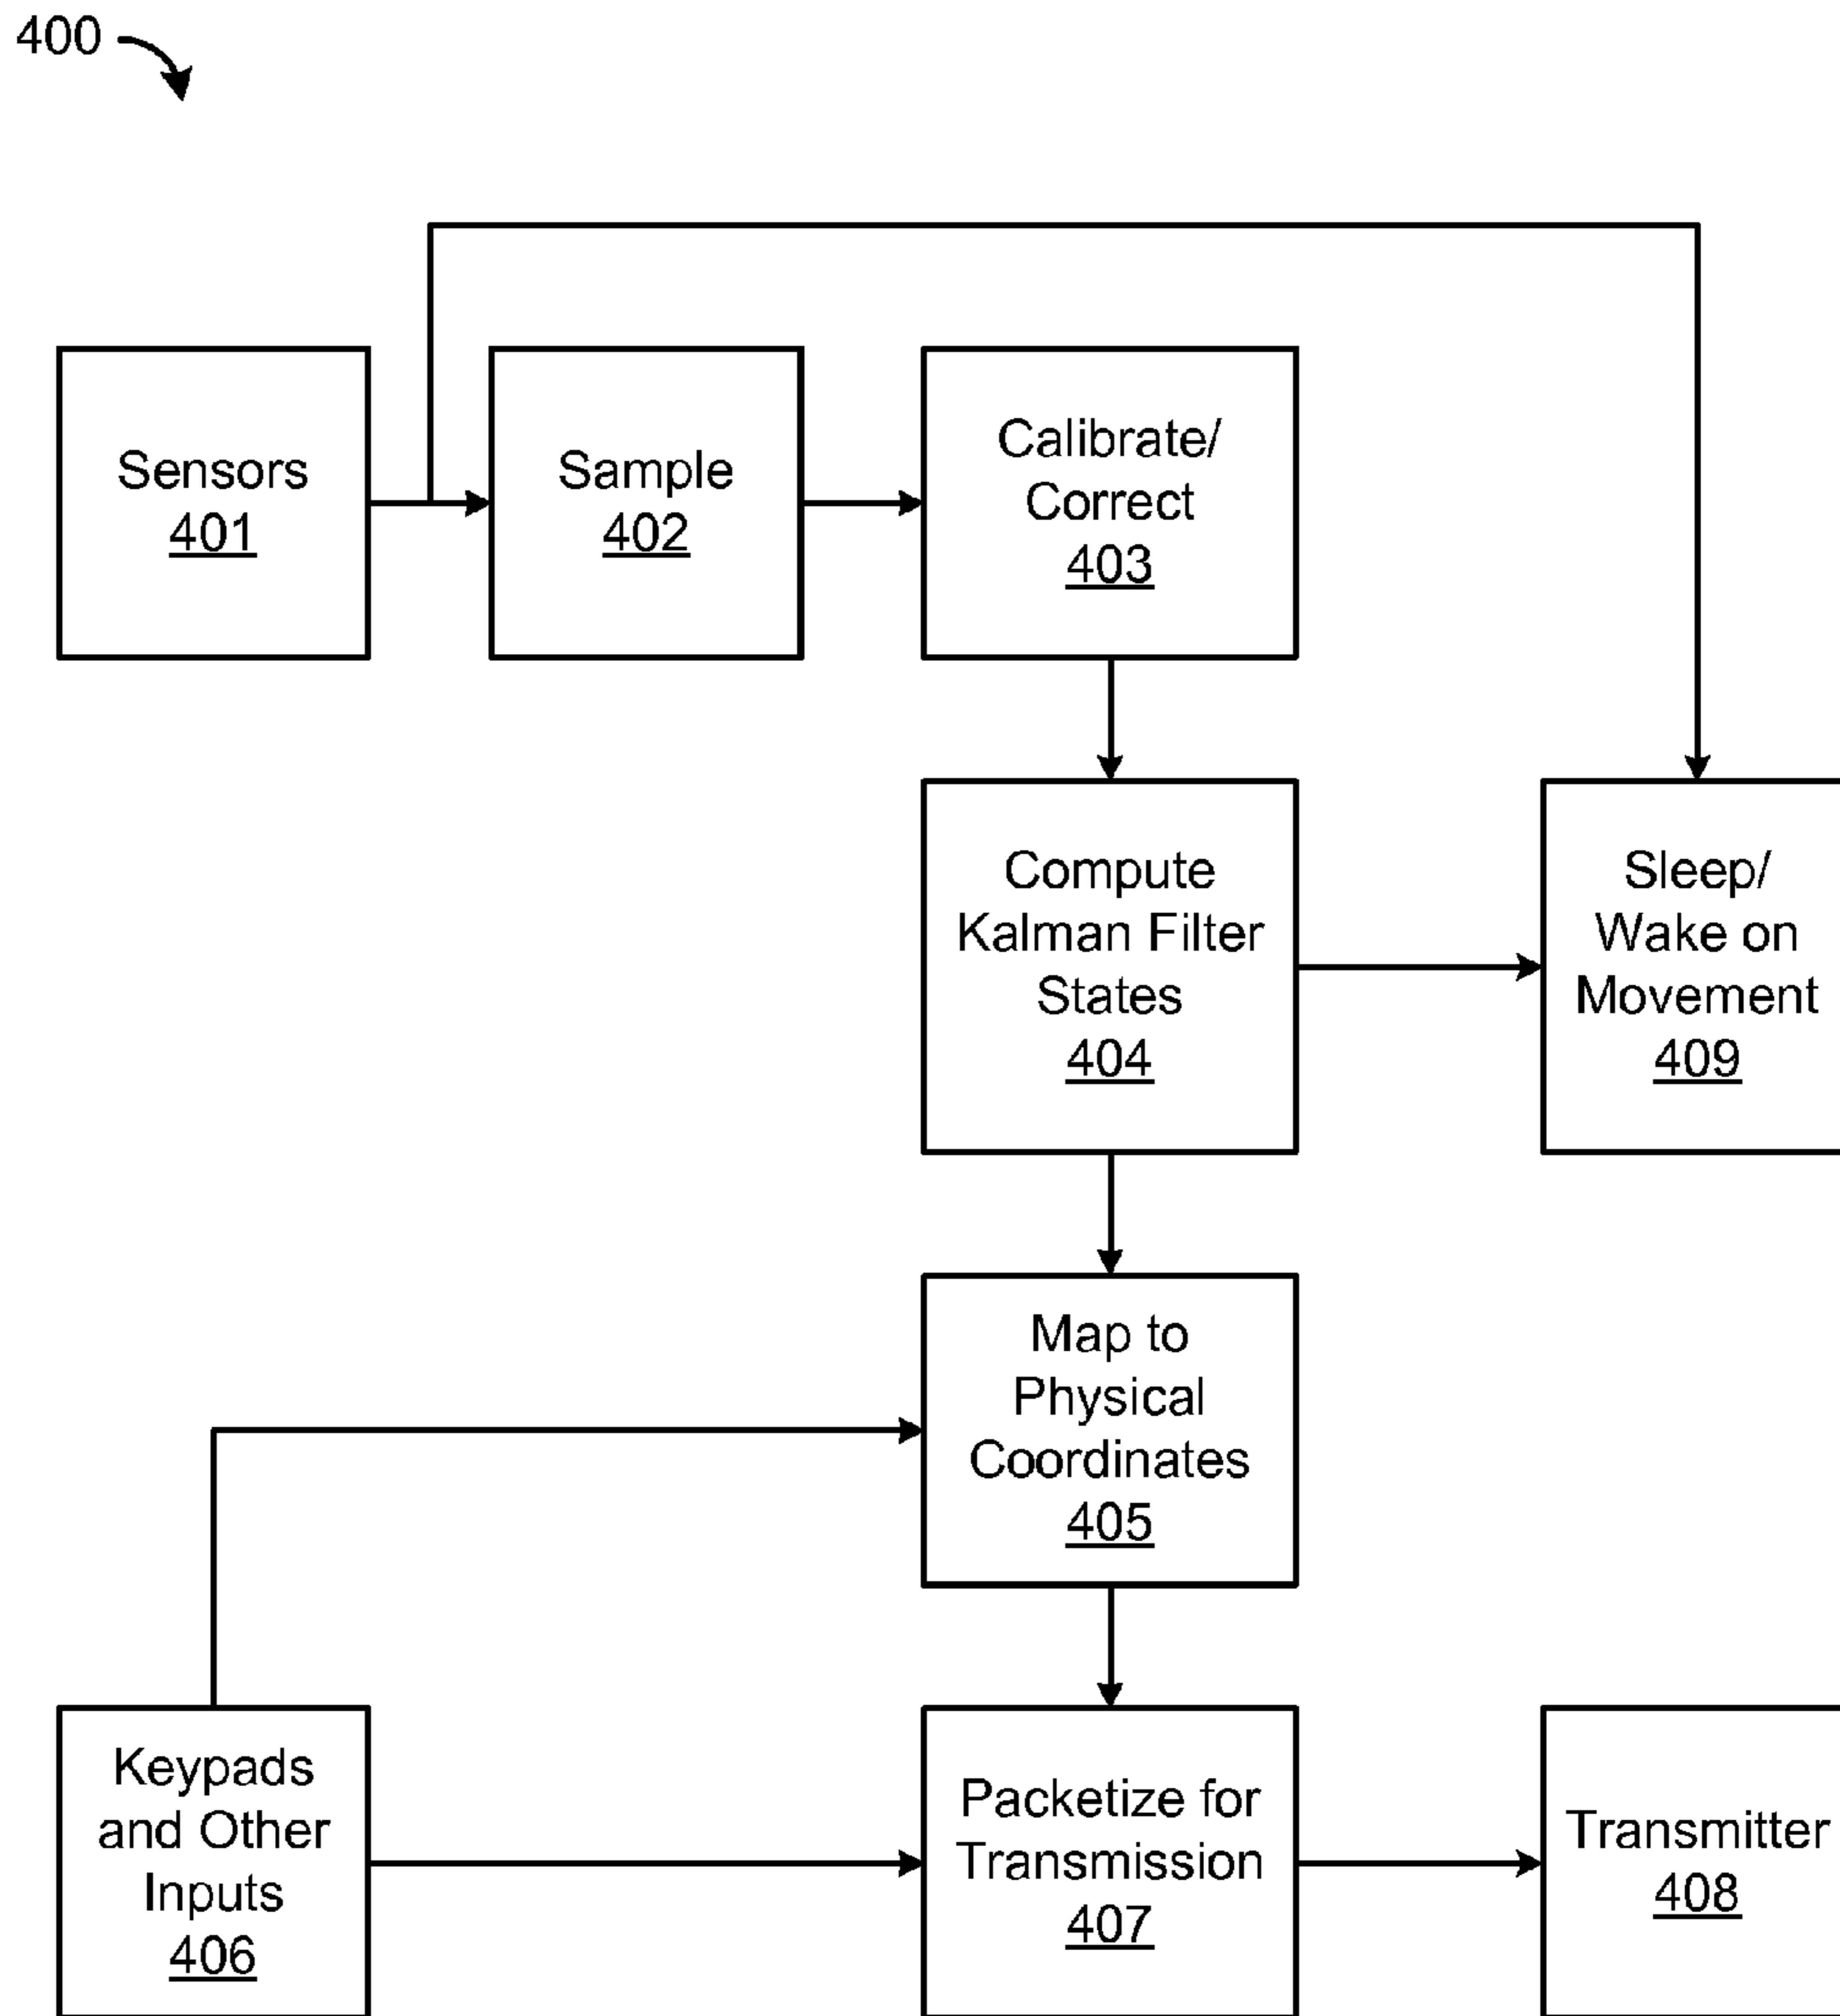 400
Sensors
401
Sample
402
Calibrate/
Correct
403
Compute
Kalman Filter
States
404
Sleep/
Wake on
Movement
409
Map to
Physical
Coordinates
405
Keypads
and Other
Inputs
406
Packetize for
Transmission
407
Transmitter
408